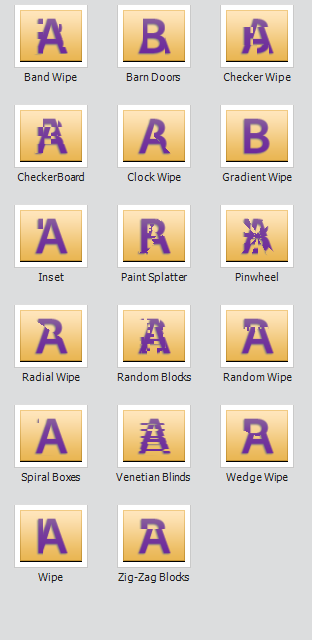 Band Wipe Barn Doors Checker Wipe
CheckerBoard Clock Wipe Gradient Wipe
Inset Paint Splatter Pinwheel
Radial Wipe Random Blocks Random Wipe
Spiral Boxes Venetian Blinds Wedge Wipe
Wipe Zig-Zag Blocks